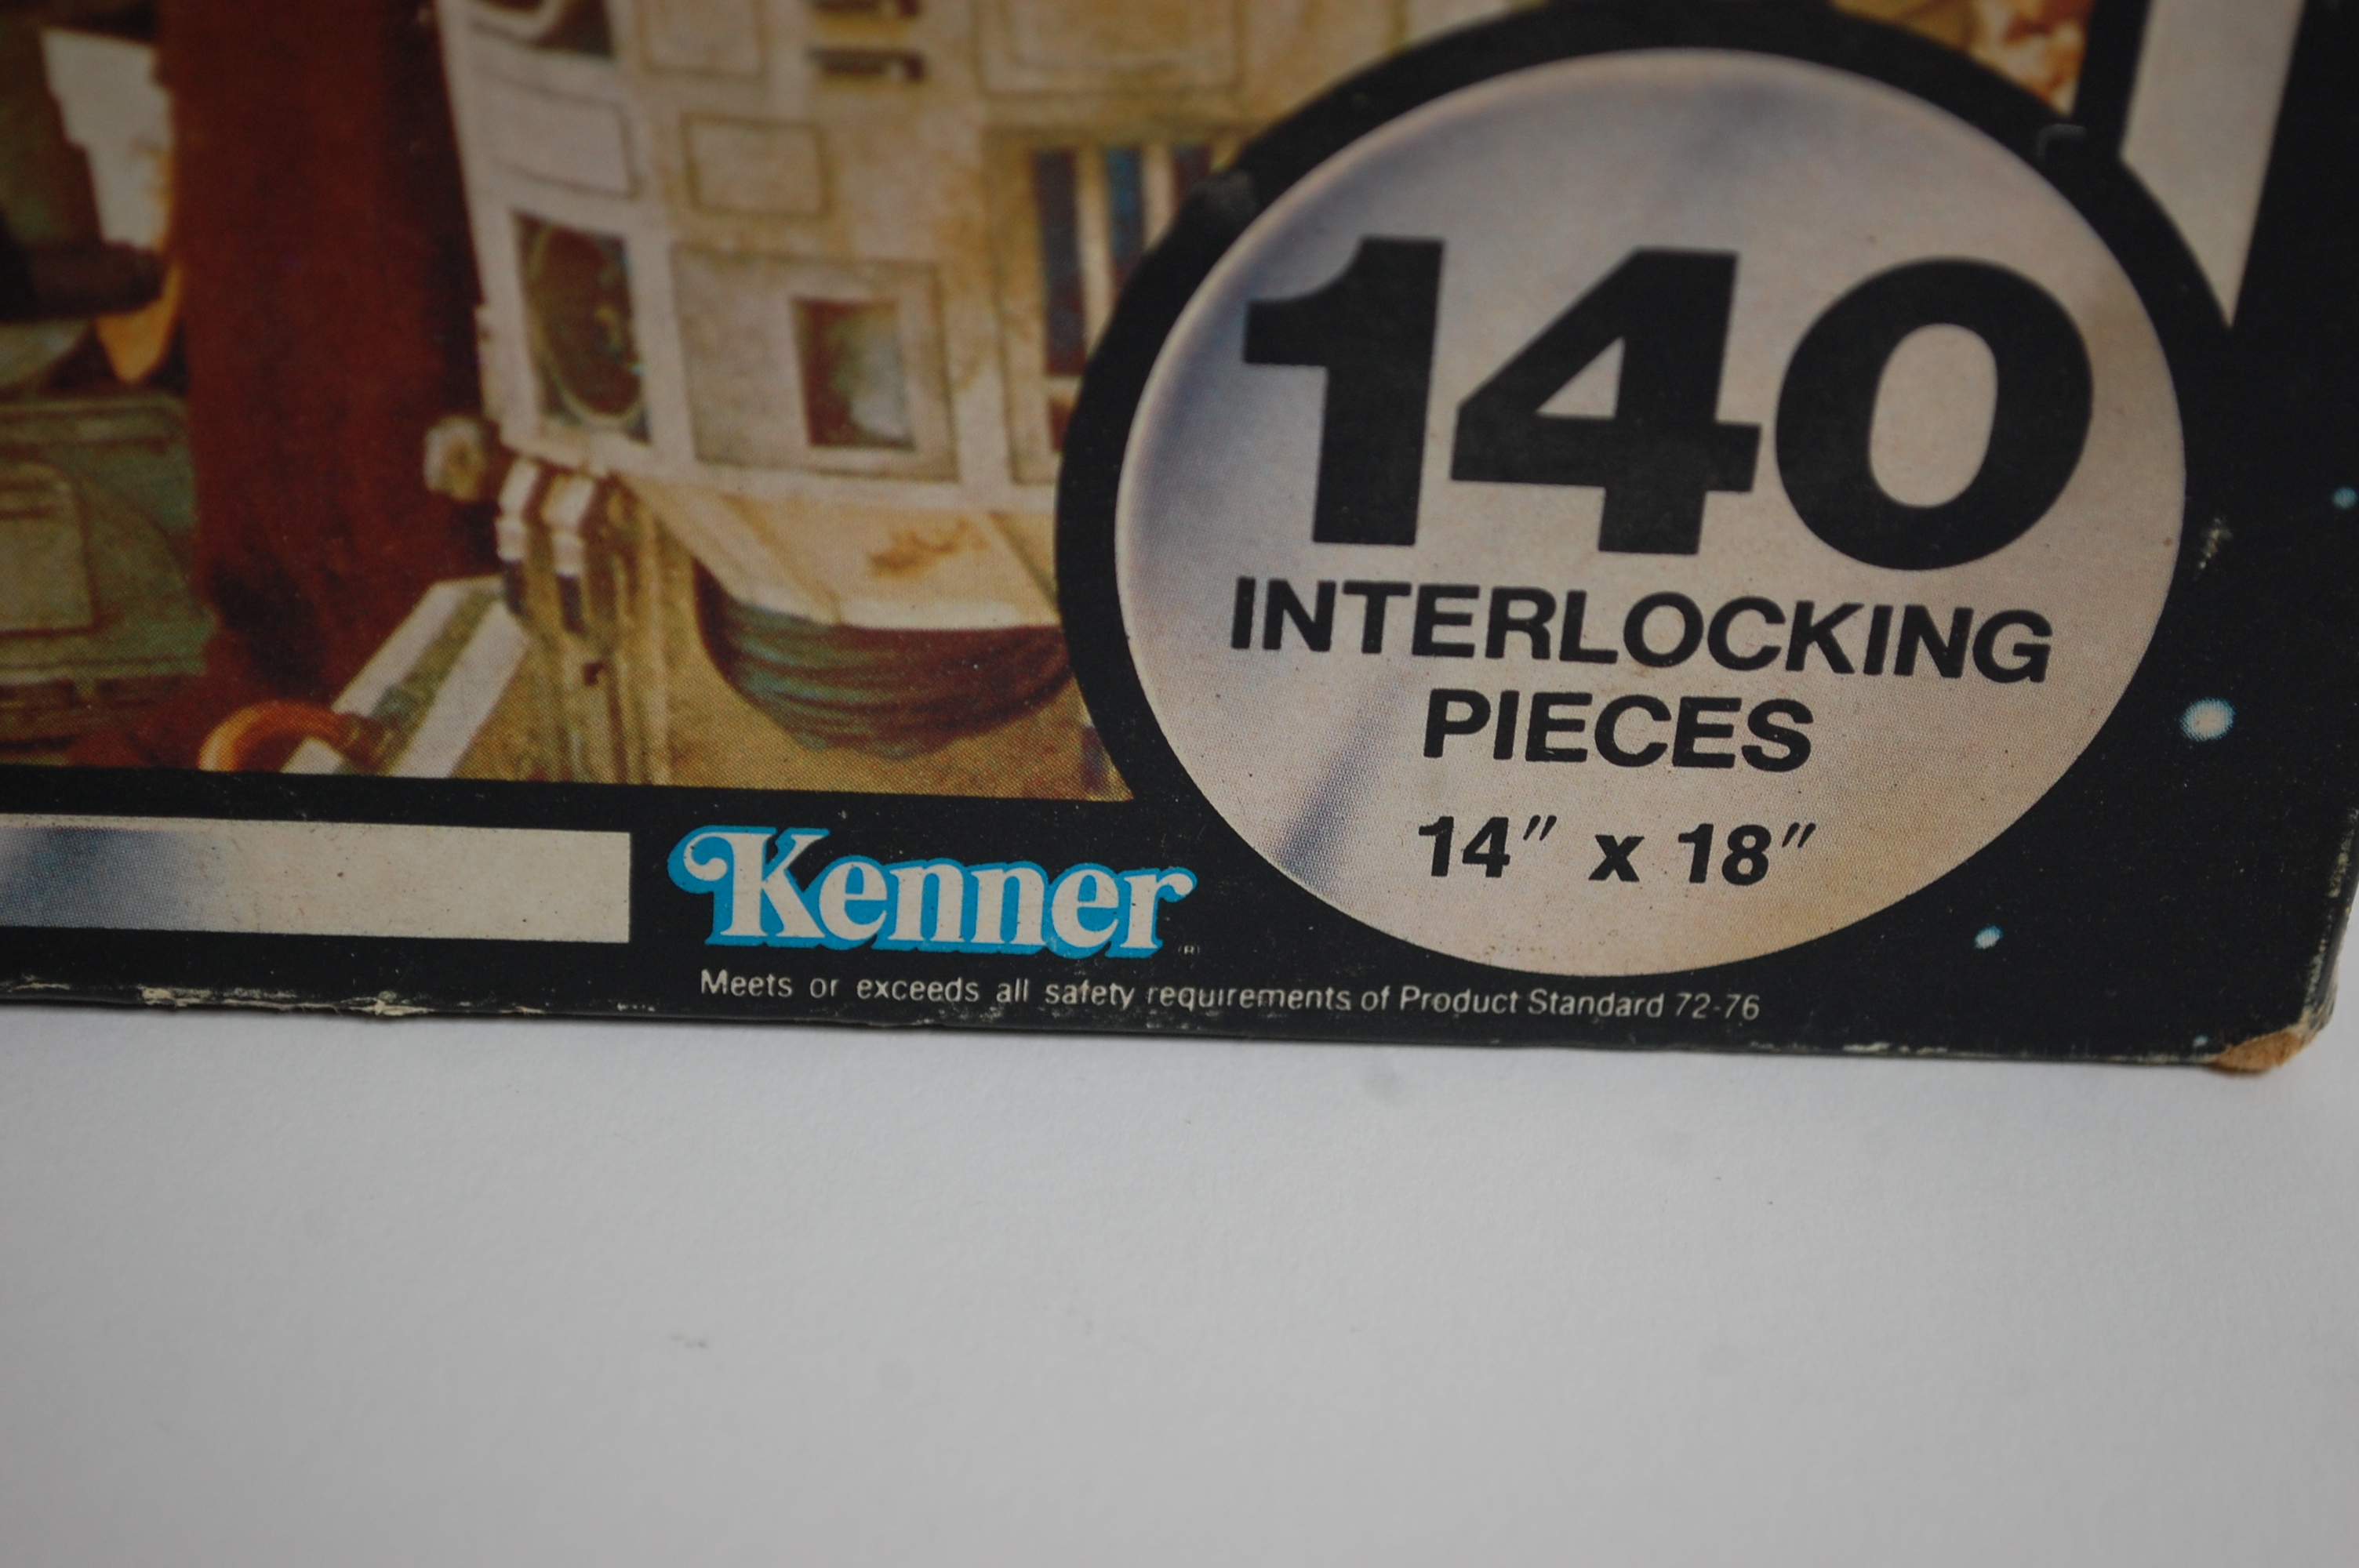 140
INTERLOCKING
PIECES
14" x 18"
Kenner ®
Meets or exceeds all safety requirements of Product Standard 72-76